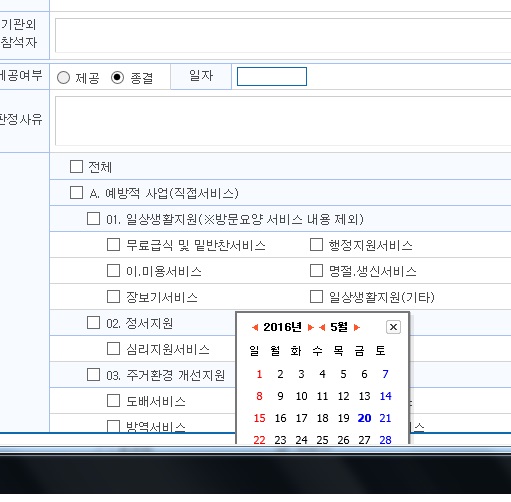 기관외
참석자
제공여부 제공 종결 일자
판정사유
전체
A. 예방적 사업(직접서비스)
01. 일상생활지원(※방문요양 서비스 내용 제외)
무료급식 및 밑반찬서비스 행정지원서비스
이.미용서비스 명절.생신서비스
장보기서비스 일상생활지원(기타)
02. 정서지원
심리지원서비스
03. 주거환경 개선지원
도배서비스
방역서비스
2016년 5월
일 월 화 수 목 금 토
1 2 3 4 5 6 7
8 9 10 11 12 13 14
15 16 17 18 19 20 21
22 23 24 25 26 27 28